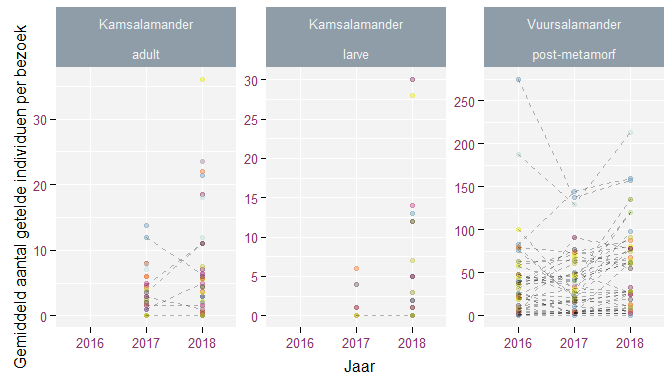 Kamsalamander
Kamsalamander
Vuursalamander
adult
larve
post-metamorf
Gemiddeld aantal getelde individuen per bezoek
30
20
10
0
30
25
20
15
10
5
0
250
200
150
100
50
0
2016 2017 2018
2016 2017 2018
2016 2017 2018
Jaar